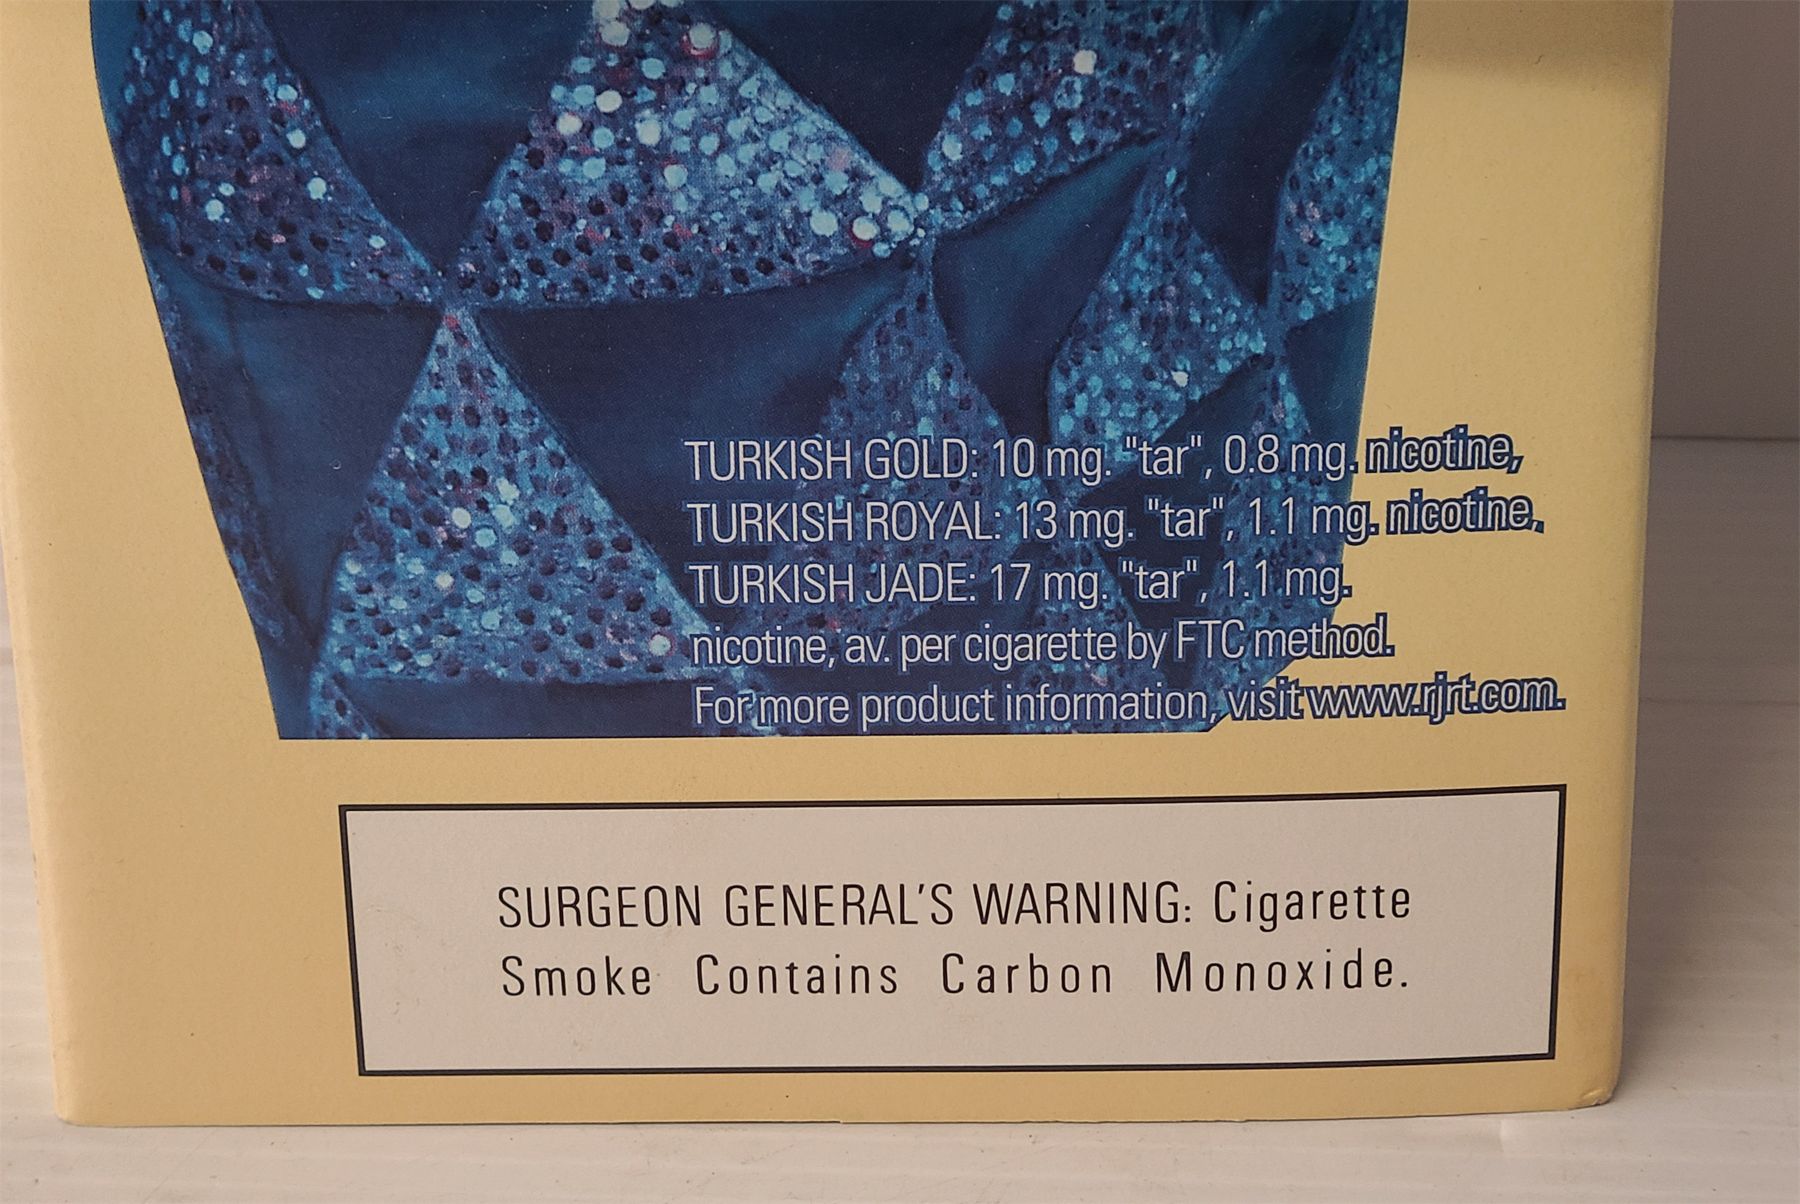 TURKISH GOLD: 10 mg. "tar", 0.8 mg. nicotine,
TURKISH ROYAL: 13 mg. "tar", 1.1 mg. nicotine,
TURKISH JADE: 17 mg. "tar", 1.1 mg.
nicotine, av. per cigarette by FTC method.
For more product information, visit www.rjrt.com.
SURGEON GENERAL'S WARNING: Cigarette
Smoke Contains Carbon Monoxide.